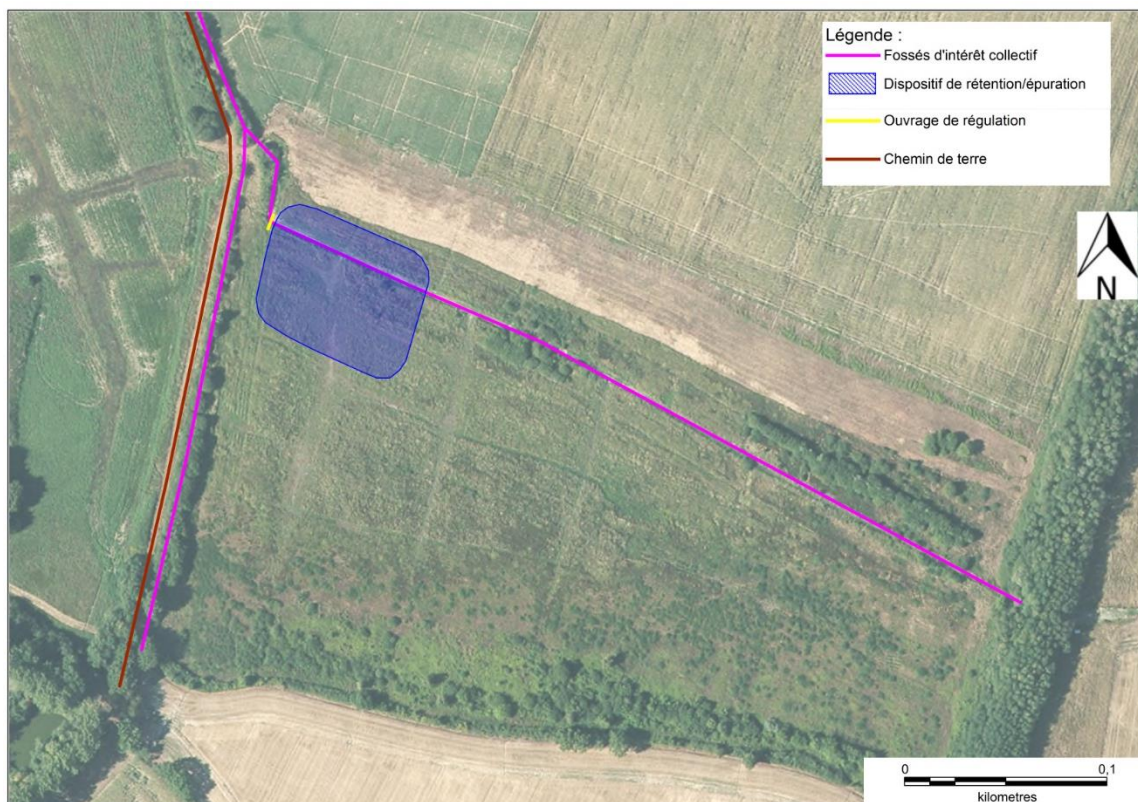 Légende :
Fossés d'intérêt collectif
Dispositif de rétention/épuration
Ouvrage de régulation
Chemin de terre
N
0 0,1
kilometres